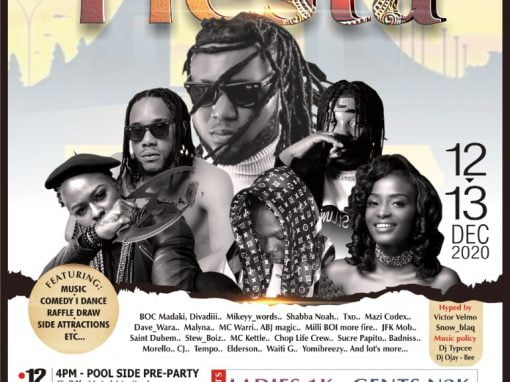 Fiesta
12
13
DEC
2020
FEATURING:
MUSIC
COMEDY I DANCE
RAFFLE DRAW
SIDE ATTRACTIONS
ETC...
BOC Madaki, Divadiii.. Mikeyy_words.. Shabba Noah.. Txo.. Mazi Codex..
Dave_Wara.. Malyna.. MC Warri.. ABJ magic.. Milli BOI more fire.. JFK Mob..
Saint Duhem.. Stew_Boiz.. MC Kettle.. Chop Life Crew.. Sucre Papito.. Badniss..
Morello.. CJ.. Tempo.. Elderson.. Waiti G.. Yomibreezy.. And lot's more...
Hyped by
Victor Velmo
Snow_blaq
Music policy
Dj Typcee
Dj Ojay - Bee
12
4PM - POOL SIDE PRE-PARTY
LADIES 1K GENTS N2K